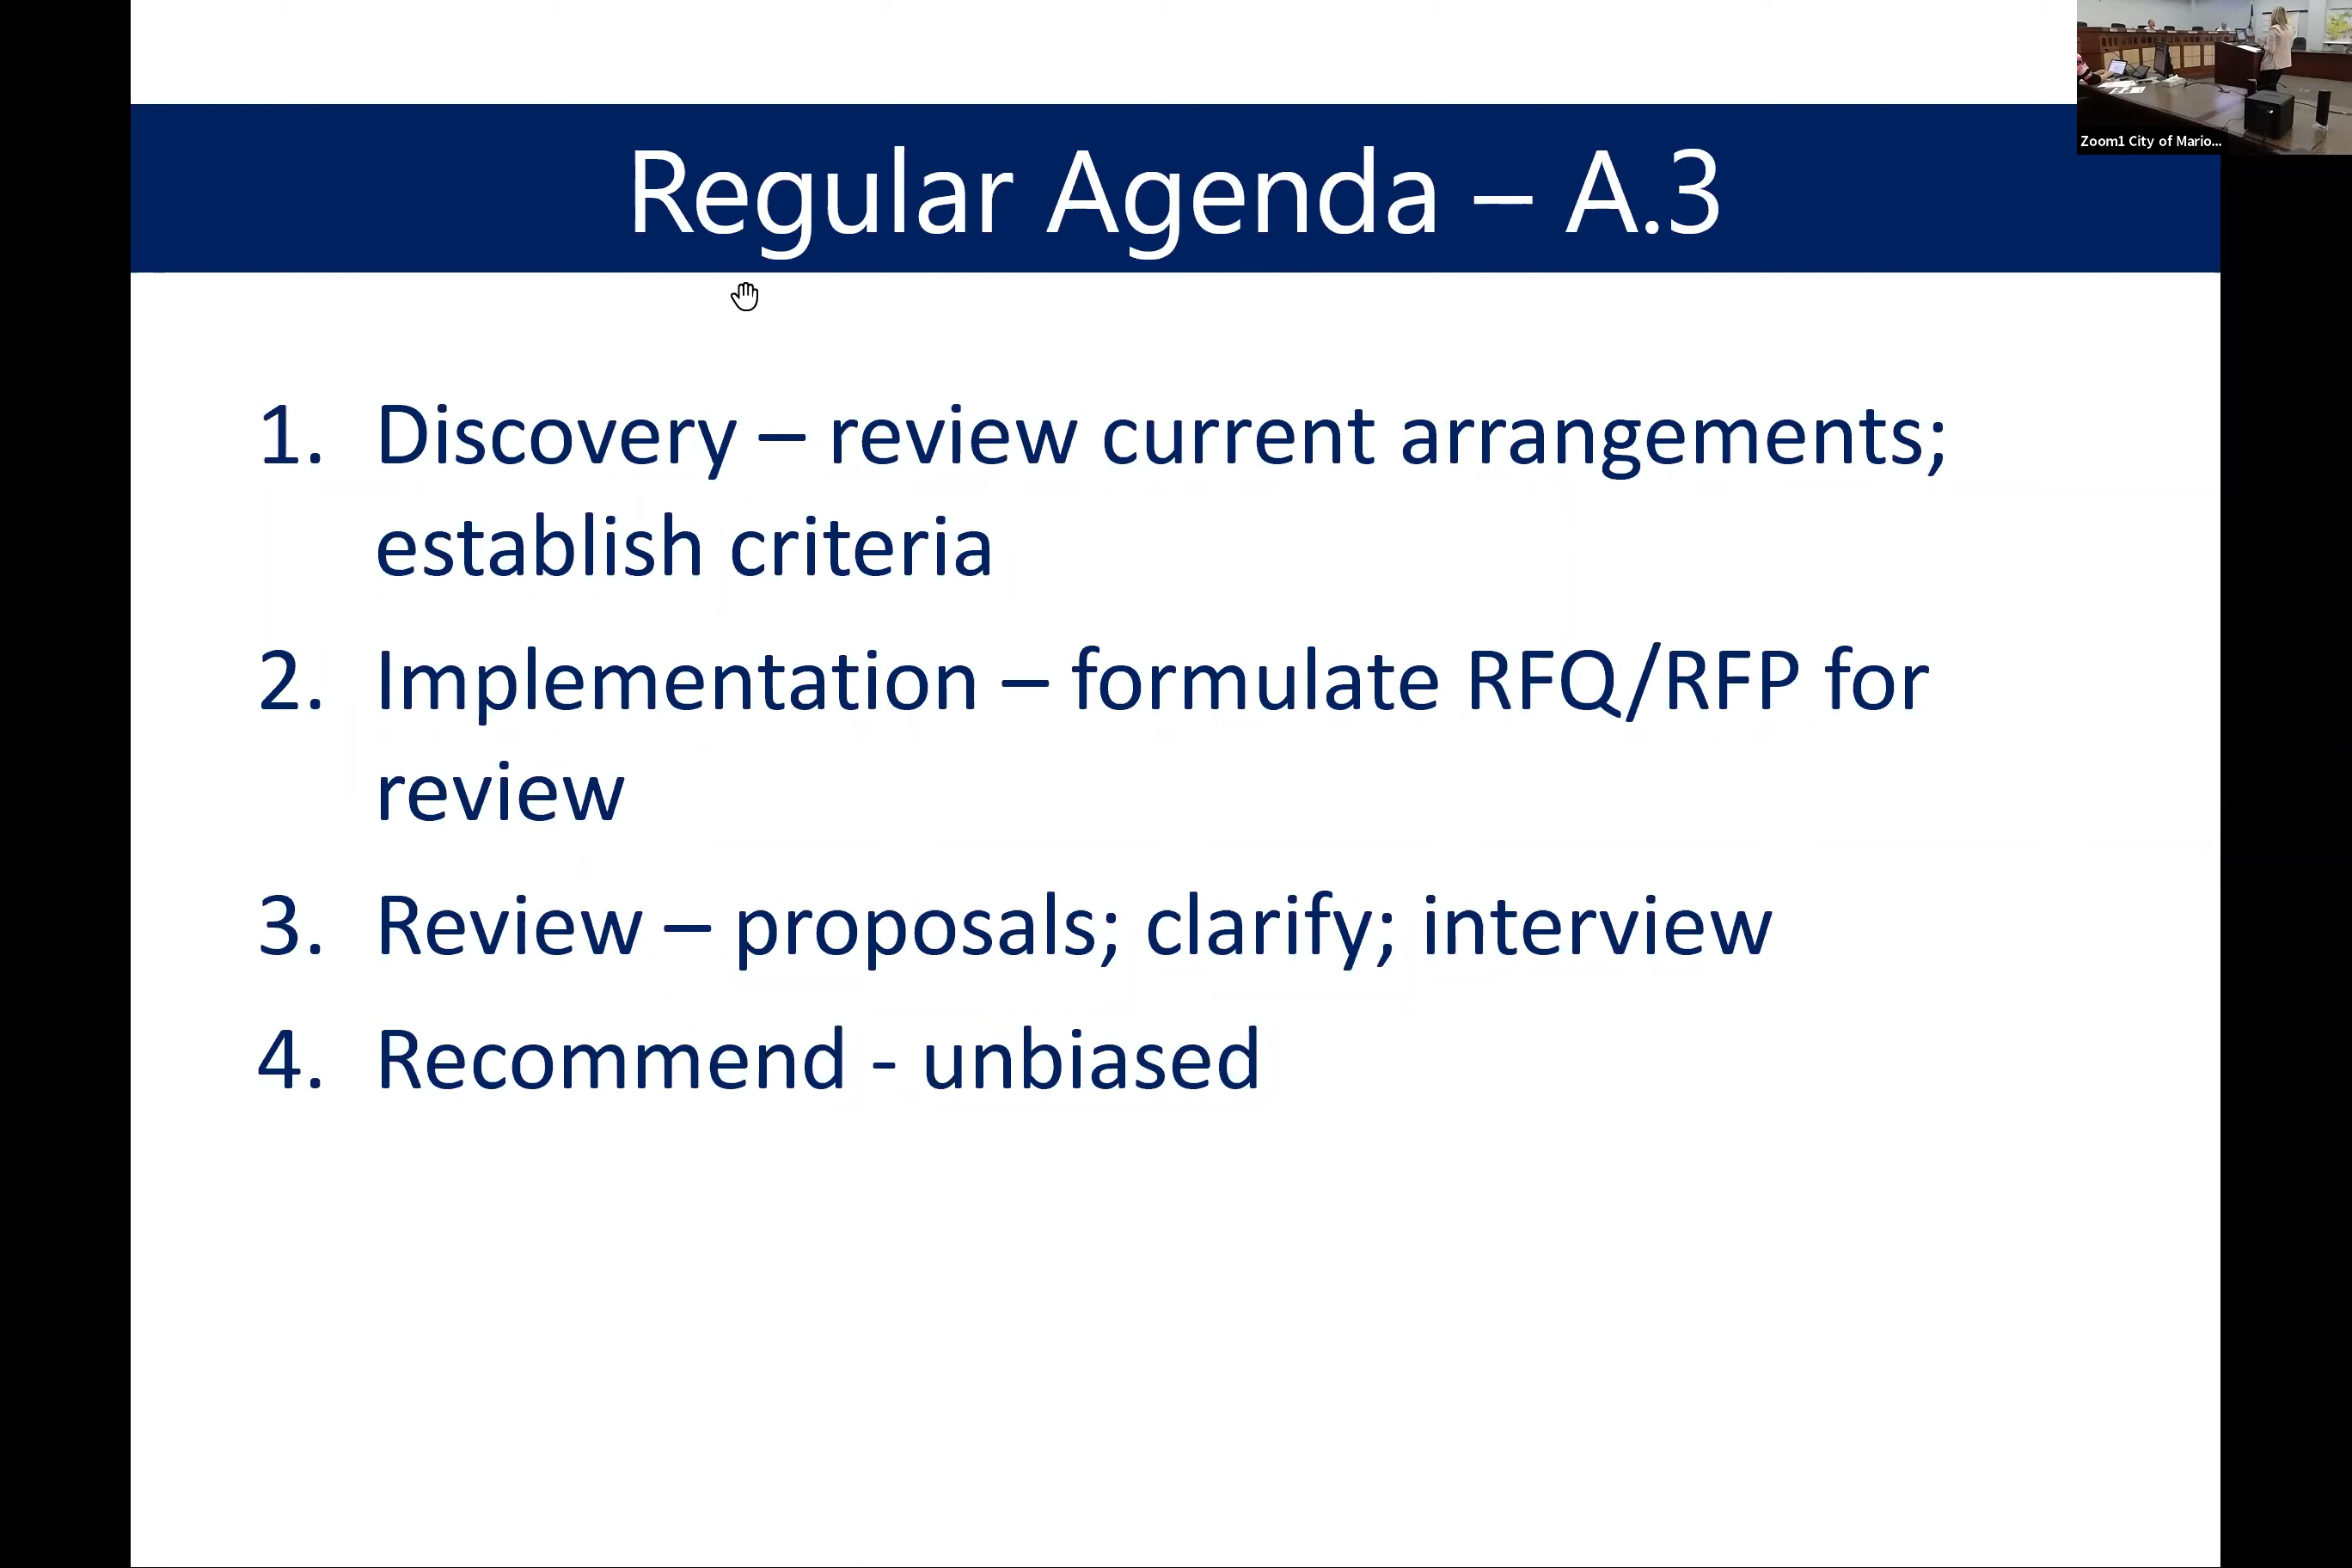 Regular Agenda – A.3
Zoom1 City of Mario...
1. Discovery – review current arrangements;
establish criteria
2. Implementation – formulate RFQ/RFP for
review
3. Review – proposals; clarify; interview
4. Recommend - unbiased